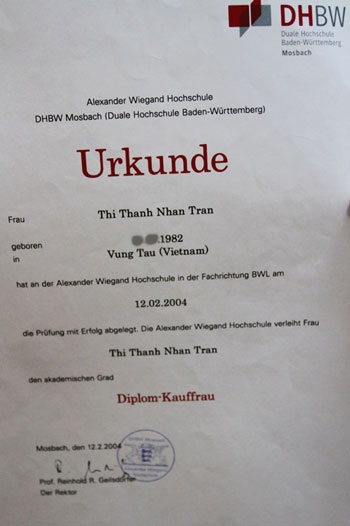 DHBW
Duale Hochschule
Baden-Württemberg
Mosbach
Alexander Wiegand Hochschule
DHBW Mosbach (Duale Hochschule Baden-Württemberg)
Urkunde
Frau Thi Thanh Nhan Tran
geboren .1982
in Vung Tau (Vietnam)
hat an der Alexander Wiegand Hochschule in der Fachrichtung BWL am
12.02.2004
die Prüfung mit Erfolg abgelegt. Die Alexander Wiegand Hochschule verleiht Frau
Thi Thanh Nhan Tran
den akademischen Grad
Diplom-Kauffrau
Mosbach, den 12.2.2004
Prof. Reinhold R. Geilsdörfer
Der Rektor